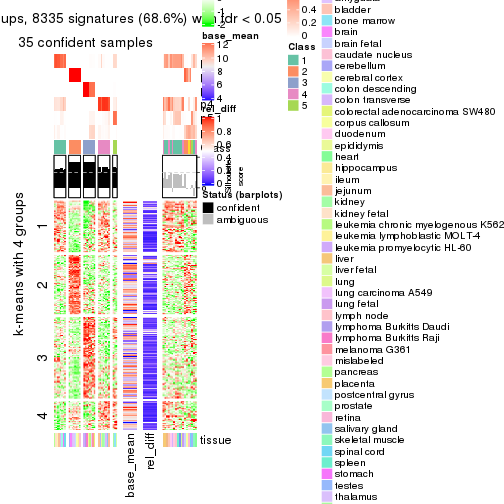 ups, 8335 signatures (68.6%) with fdr < 0.05
35 confident samples
-2
base_mean
12
10
8
6
4
2
0
rel_diff
1
0.8
0.6
0.4
0.2
0
silhouette
score
Status (barplots)
confident
ambiguous
0.4
0.2
0
Class
1
2
3
4
5
k-means with 4 groups
1
2
3
4
tissue
base_mean
rel_diff
bladder
bone marrow
brain
brain fetal
caudate nucleus
cerebellum
cerebral cortex
colon descending
colon transverse
colorectal adenocarcinoma SW480
corpus callosum
duodenum
epididymis
heart
hippocampus
ileum
jejunum
kidney
kidney fetal
leukemia chronic myelogenous K562
leukemia lymphoblastic MOLT-4
leukemia promyelocytic HL-60
liver
liver fetal
lung
lung carcinoma A549
lung fetal
lymph node
lymphoma Burkitts Daudi
lymphoma Burkitts Raji
melanoma G361
mislabeled
pancreas
placenta
postcentral gyrus
prostate
retina
salivary gland
skeletal muscle
spinal cord
spleen
stomach
testes
thalamus